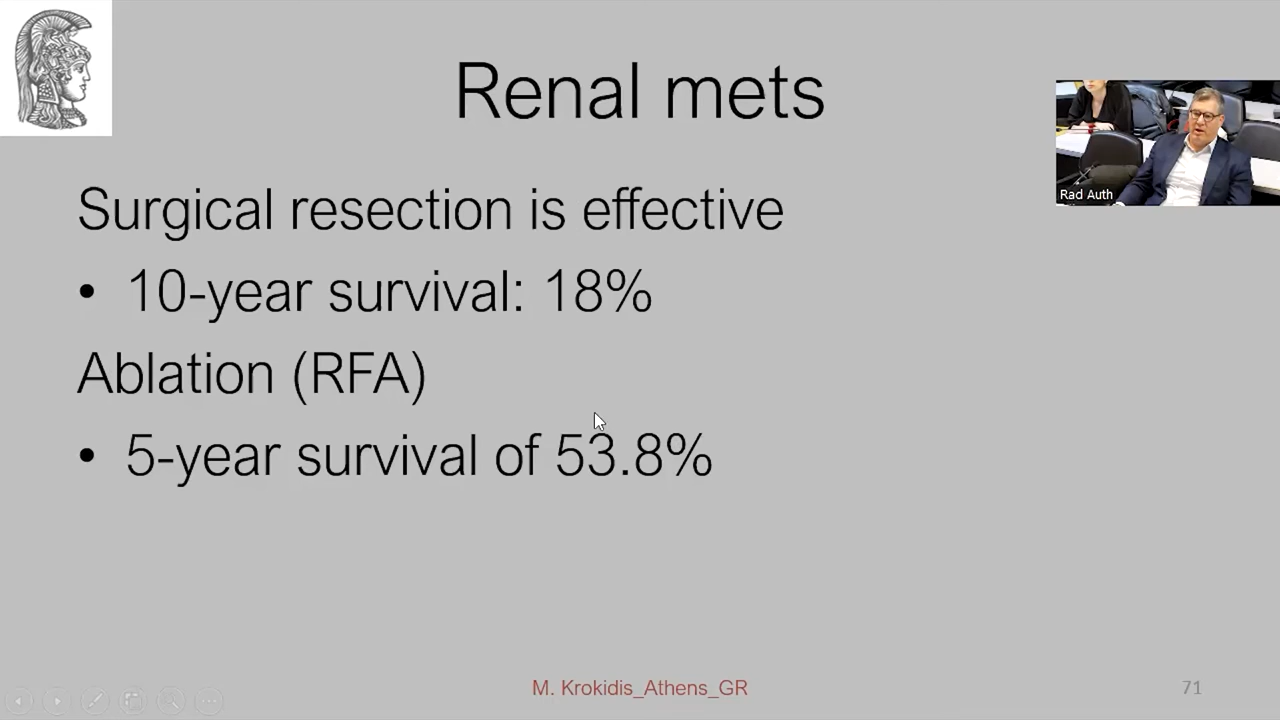 Renal mets
Rad Auth
Surgical resection is effective
• 10-year survival: 18%
Ablation (RFA)
• 5-year survival of 53.8%
M. Krokidis_Athens_GR
71